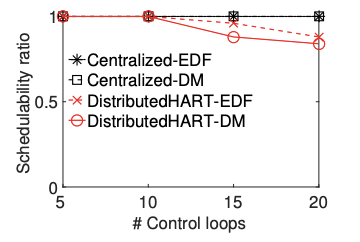 1
Schedulability ratio
Centralized-EDF
Centralized-DM
0.5
DistributedHART-EDF
DistributedHART-DM
0
5
10
15
20
# Control loops